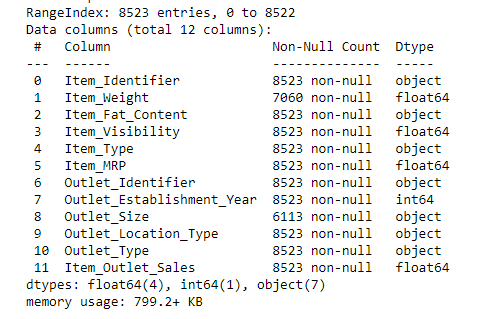 RangeIndex: 8523 entries, 0 to 8522
Data columns (total 12 columns):
 #   Column                     Non-Null Count  Dtype
---  ------                     --------------  -----
 0   Item_Identifier            8523 non-null   object
 1   Item_Weight                7060 non-null   float64
 2   Item_Fat_Content           8523 non-null   object
 3   Item_Visibility            8523 non-null   float64
 4   Item_Type                  8523 non-null   object
 5   Item_MRP                   8523 non-null   float64
 6   Outlet_Identifier          8523 non-null   object
 7   Outlet_Establishment_Year  8523 non-null   int64
 8   Outlet_Size                6113 non-null   object
 9   Outlet_Location_Type       8523 non-null   object
 10  Outlet_Type                8523 non-null   object
 11  Item_Outlet_Sales          8523 non-null   float64
dtypes: float64(4), int64(1), object(7)
memory usage: 799.2+ KB